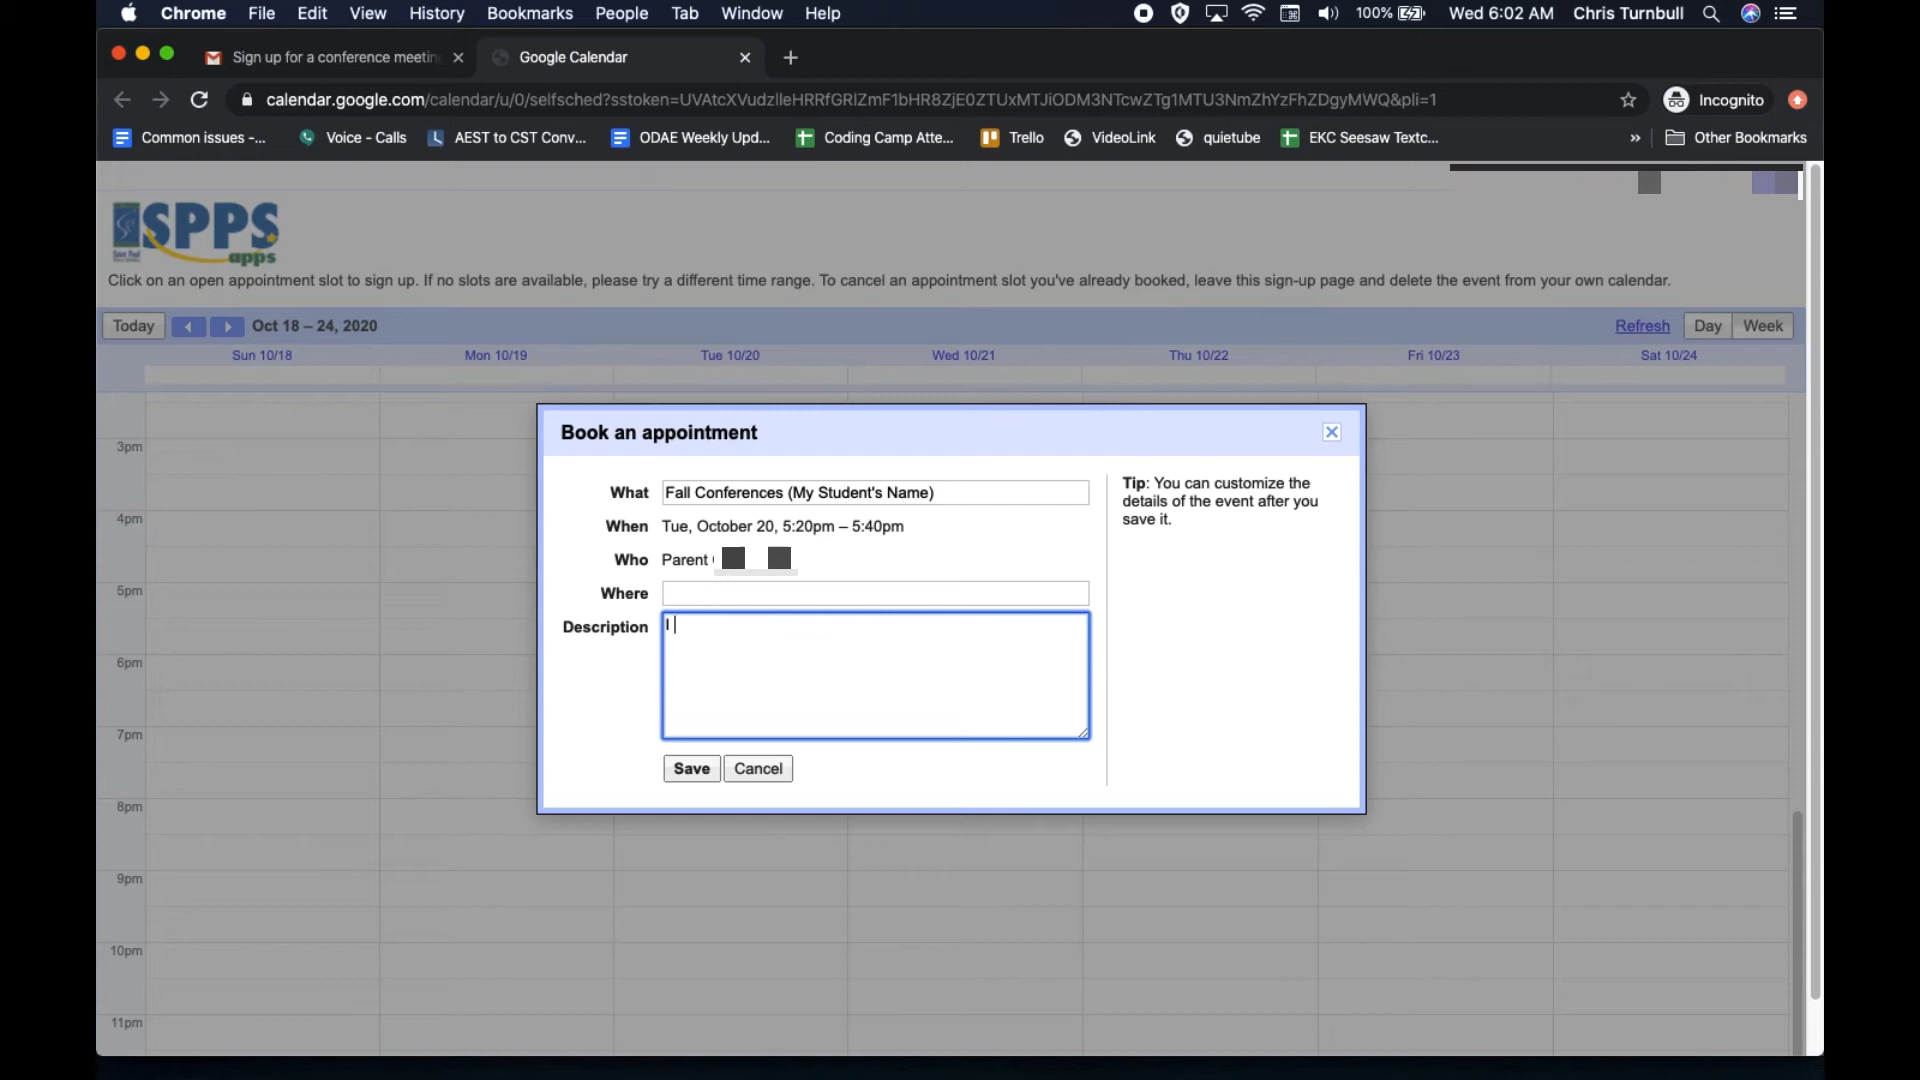 Chrome File Edit View History Bookmarks People Tab Window Help 100% Wed 6:02 AM Chris Turnbull
Sign up for a conference meetin Google Calendar
calendar.google.com/calendar/u/0/selfsched?sstoken=UVAtcXVudzlleHRRfGRlZmF1bHR8ZjE0ZTUxMTJiODM3NTcwZTg1MTU3NmZhYzFhZDgyMWQ&pli=1 Incognito
Common issues -... Voice - Calls AEST to CST Conv... ODAE Weekly Upd... Coding Camp Atte... Trello VideoLink quietube EKC Seesaw Textc... » Other Bookmarks
SPPS
Saint Paul
apps
Click on an open appointment slot to sign up. If no slots are available, please try a different time range. To cancel an appointment slot you've already booked, leave this sign-up page and delete the event from your own calendar.
Today Oct 18 – 24, 2020 Refresh Day Week
Sun 10/18 Mon 10/19 Tue 10/20 Wed 10/21 Thu 10/22 Fri 10/23 Sat 10/24
Book an appointment
3pm
What Fall Conferences (My Student's Name)
Tip: You can customize the
details of the event after you
save it.
4pm
When Tue, October 20, 5:20pm – 5:40pm
Who Parent
5pm
Where
Description I
6pm
7pm
Save Cancel
8pm
9pm
10pm
11pm